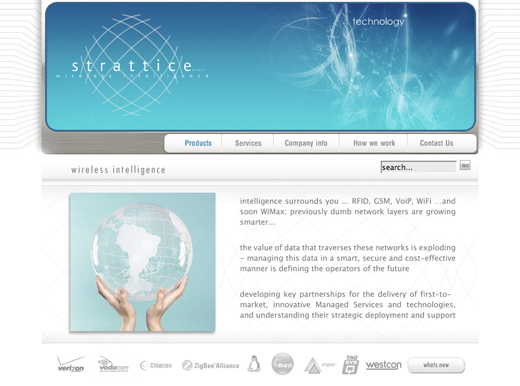 technology
strattice
wireless intelligence
Products
Services
Company info
How we work
Contact Us
wireless intelligence
search...
GO
intelligence surrounds you ... RFID, GSM, VoiP, WiFi ...and
soon WiMax; previously dumb network layers are growing
smarter...
the value of data that traverses these networks is exploding
- managing this data in a smart, secure and cost-effective
manner is defining the operators of the future
developing key partnerships for the delivery of first-to-
market, innovative Managed Services and technologies,
and understanding their strategic deployment and support
verizon
vodacom
Clipcos
ZigBee Alliance
iBurst
TAG
westcon
whats new